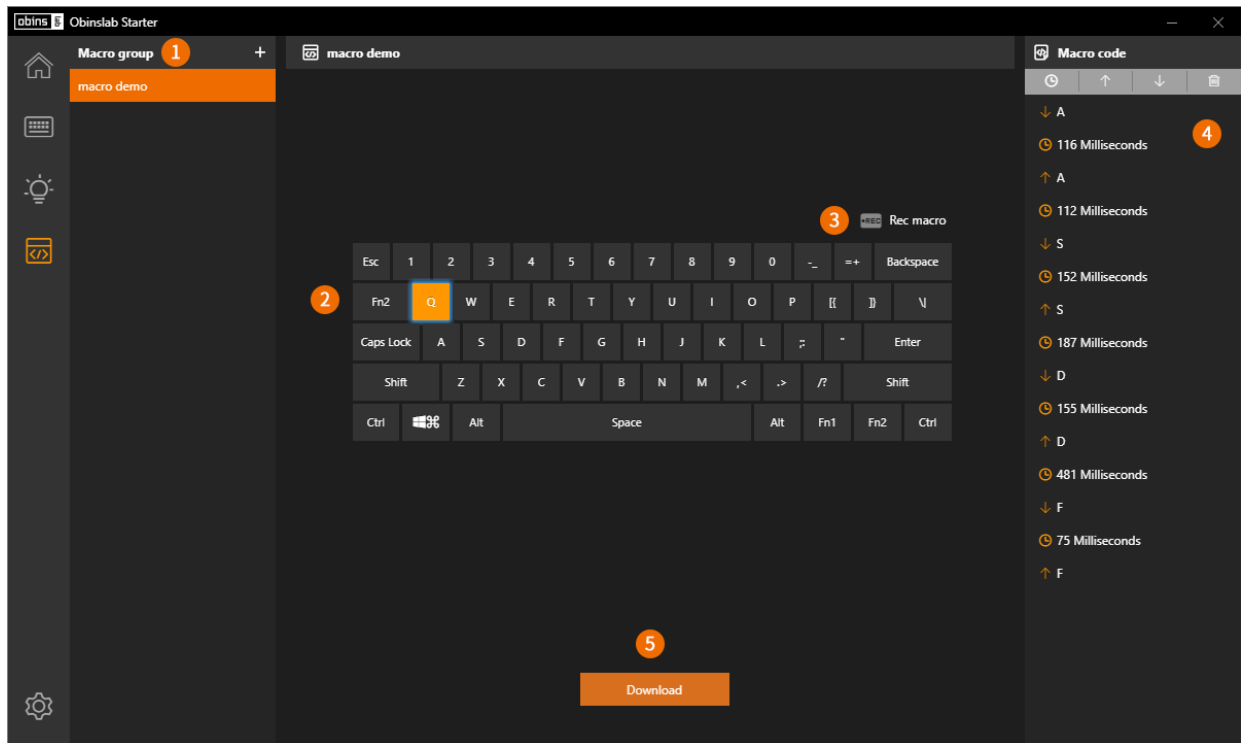 obins Obinslab Starter
Macro group 1 +
macro demo
macro demo
3 REC Rec macro
Esc 1 2 3 4 5 6 7 8 9 0 -_ =+ Backspace
2 Fn2 Q W E R T Y U I O P [{ ]} \|
Caps Lock A S D F G H J K L ;: '" Enter
Shift Z X C V B N M ,< .> /? Shift
Ctrl ⌘ Alt Space Alt Fn1 Fn2 Ctrl
5
Download
Macro code
4
A
116 Milliseconds
A
112 Milliseconds
S
152 Milliseconds
S
187 Milliseconds
D
155 Milliseconds
D
481 Milliseconds
F
75 Milliseconds
F